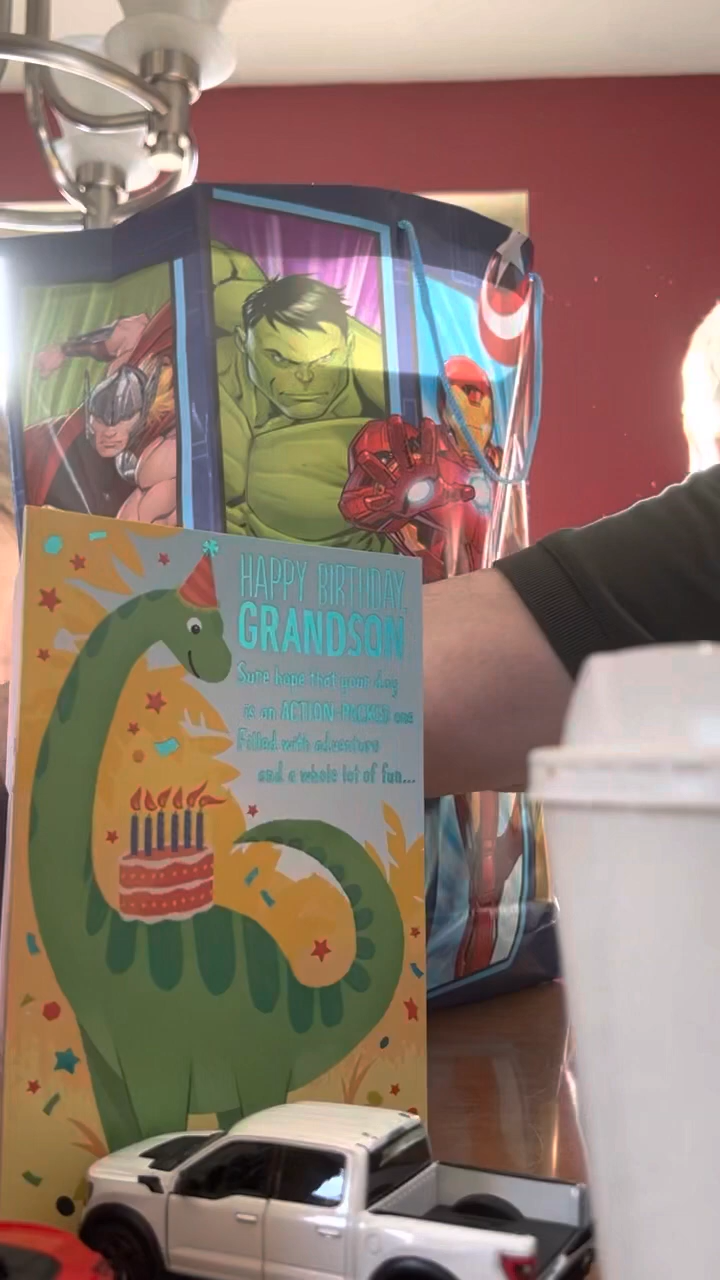 HAPPY BIRTHDAY,
GRANDSON
Sure hope that your day
is an ACTION-PACKED one
Filled with adventure
and a whole lot of fun...